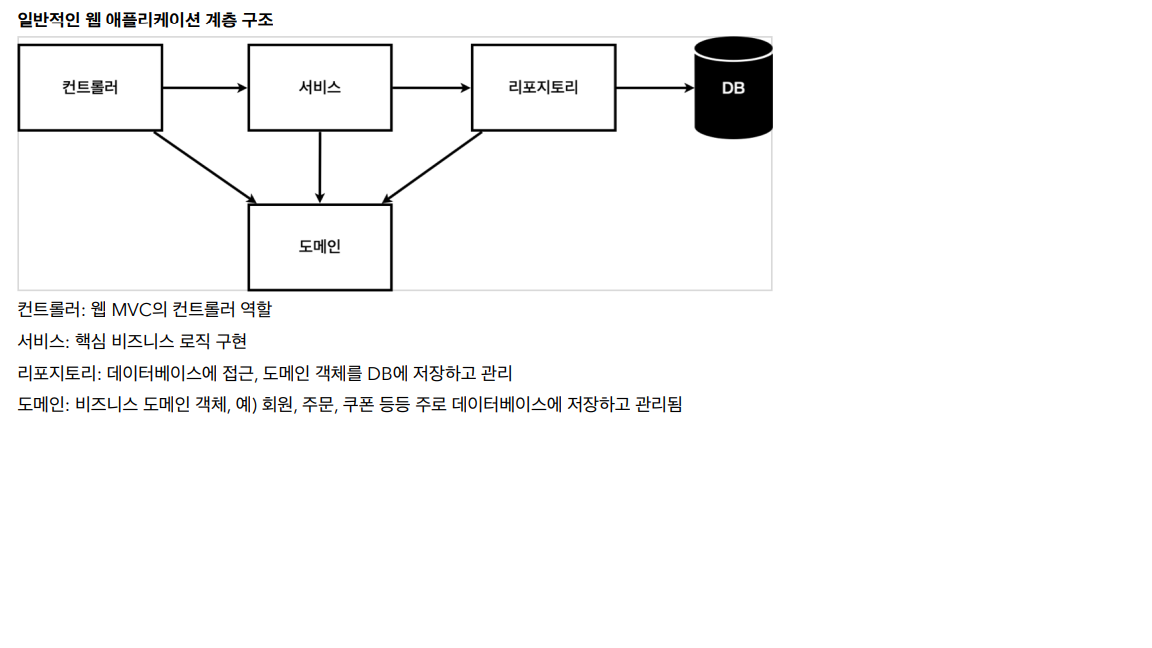 일반적인 웹 애플리케이션 계층 구조
컨트롤러
서비스
리포지토리
DB
도메인
컨트롤러: 웹 MVC의 컨트롤러 역할
서비스: 핵심 비즈니스 로직 구현
리포지토리: 데이터베이스에 접근, 도메인 객체를 DB에 저장하고 관리
도메인: 비즈니스 도메인 객체, 예) 회원, 주문, 쿠폰 등등 주로 데이터베이스에 저장하고 관리됨